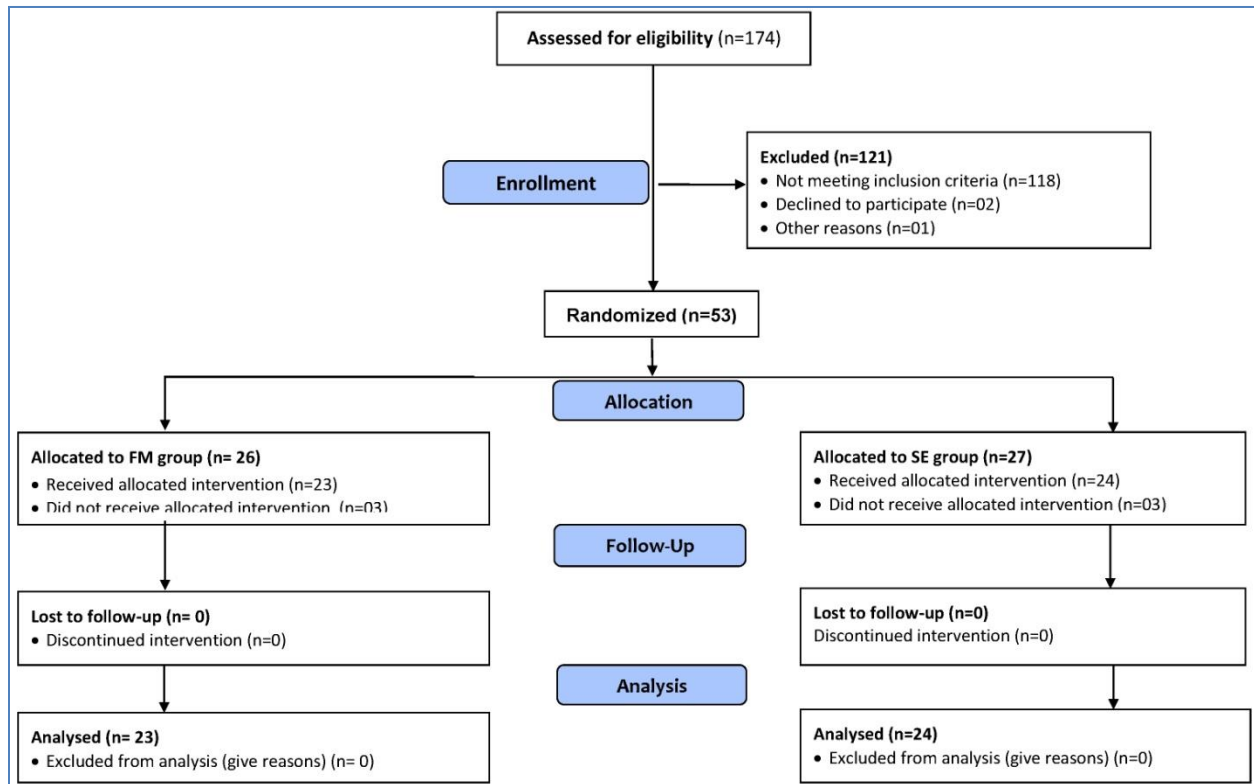 Assessed for eligibility (n=174)
Enrollment
Excluded (n=121)
• Not meeting inclusion criteria (n=118)
• Declined to participate (n=02)
• Other reasons (n=01)
Randomized (n=53)
Allocation
Allocated to FM group (n= 26)
• Received allocated intervention (n=23)
• Did not receive allocated intervention (n=03)
Allocated to SE group (n=27)
• Received allocated intervention (n=24)
• Did not receive allocated intervention (n=03)
Follow-Up
Lost to follow-up (n= 0)
• Discontinued intervention (n=0)
Lost to follow-up (n=0)
Discontinued intervention (n=0)
Analysis
Analysed (n= 23)
• Excluded from analysis (give reasons) (n= 0)
Analysed (n=24)
• Excluded from analysis (give reasons) (n=0)